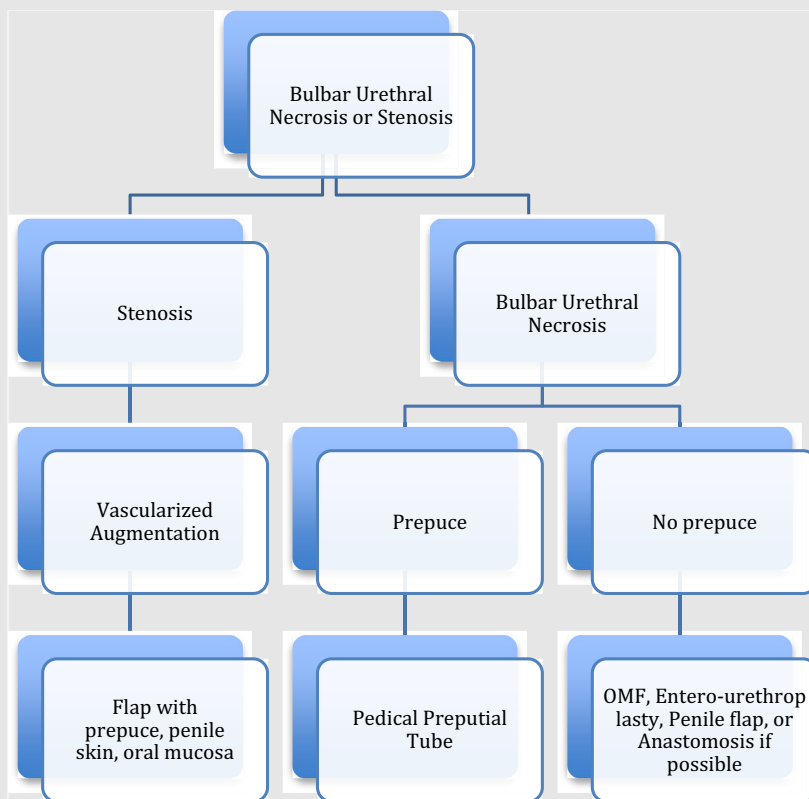 Bulbar Urethral
Necrosis or Stenosis
Stenosis
Bulbar Urethral
Necrosis
Vascularized
Augmentation
Prepuce
No prepuce
Flap with
prepuce, penile
skin, oral mucosa
Pedical Preputial
Tube
OMF, Entero-urethrop
lasty, Penile flap, or
Anastomosis if
possible